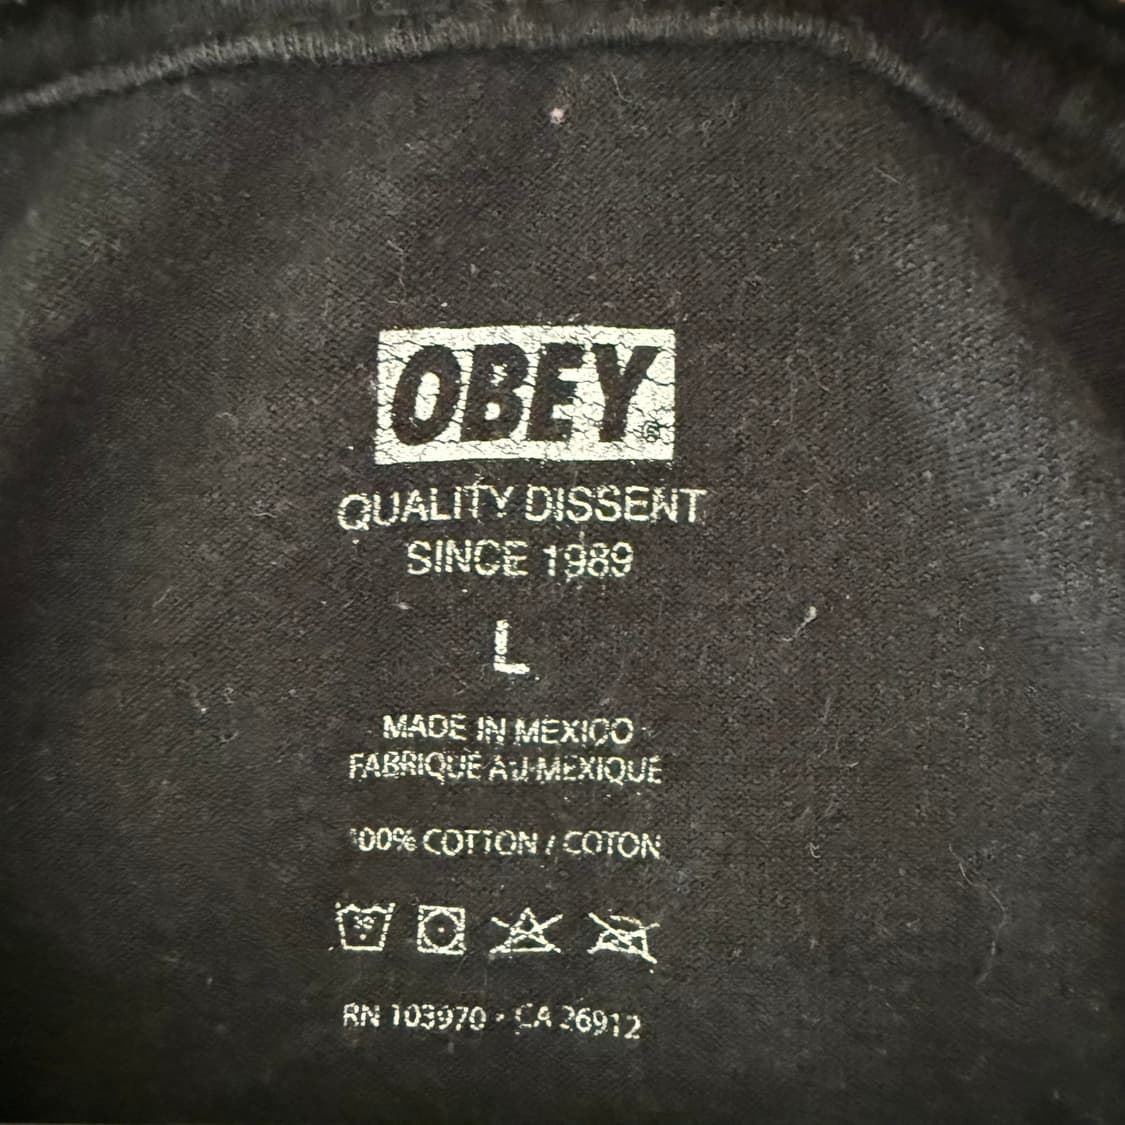 OBEY®
QUALITY DISSENT
SINCE 1989
L
MADE IN MEXICO
FABRIQUÉ AU MEXIQUE
100% COTTON / COTON
RN 103970 • CA 26912